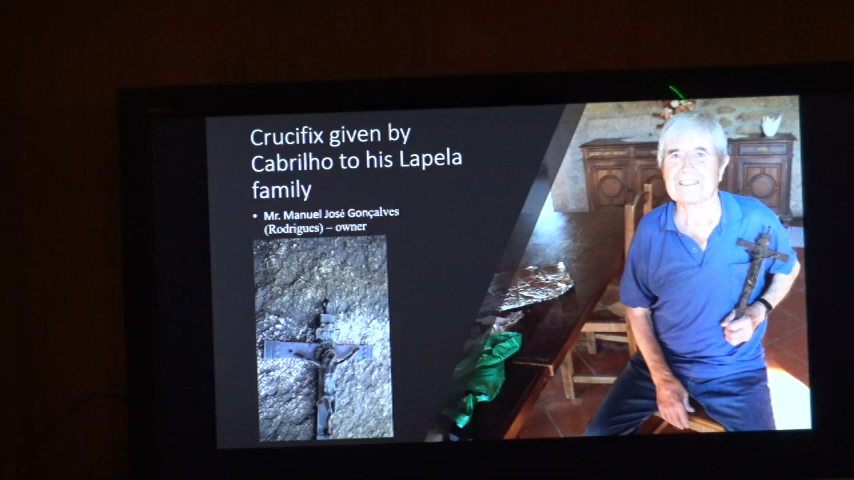 Crucifix given by
Cabrilho to his Lapela
family
• Mr. Manuel José Gonçalves
(Rodrigues) – owner